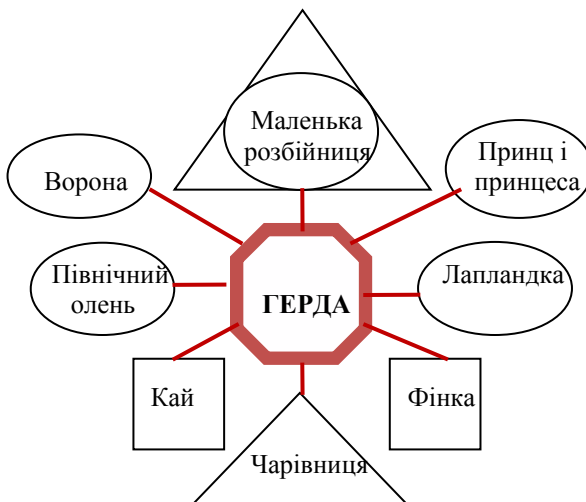 Маленька
розбійниця
Принц і
принцеса
Ворона
Північний
олень
ГЕРДА
Лапландка
Кай
Фінка
Чарівниця